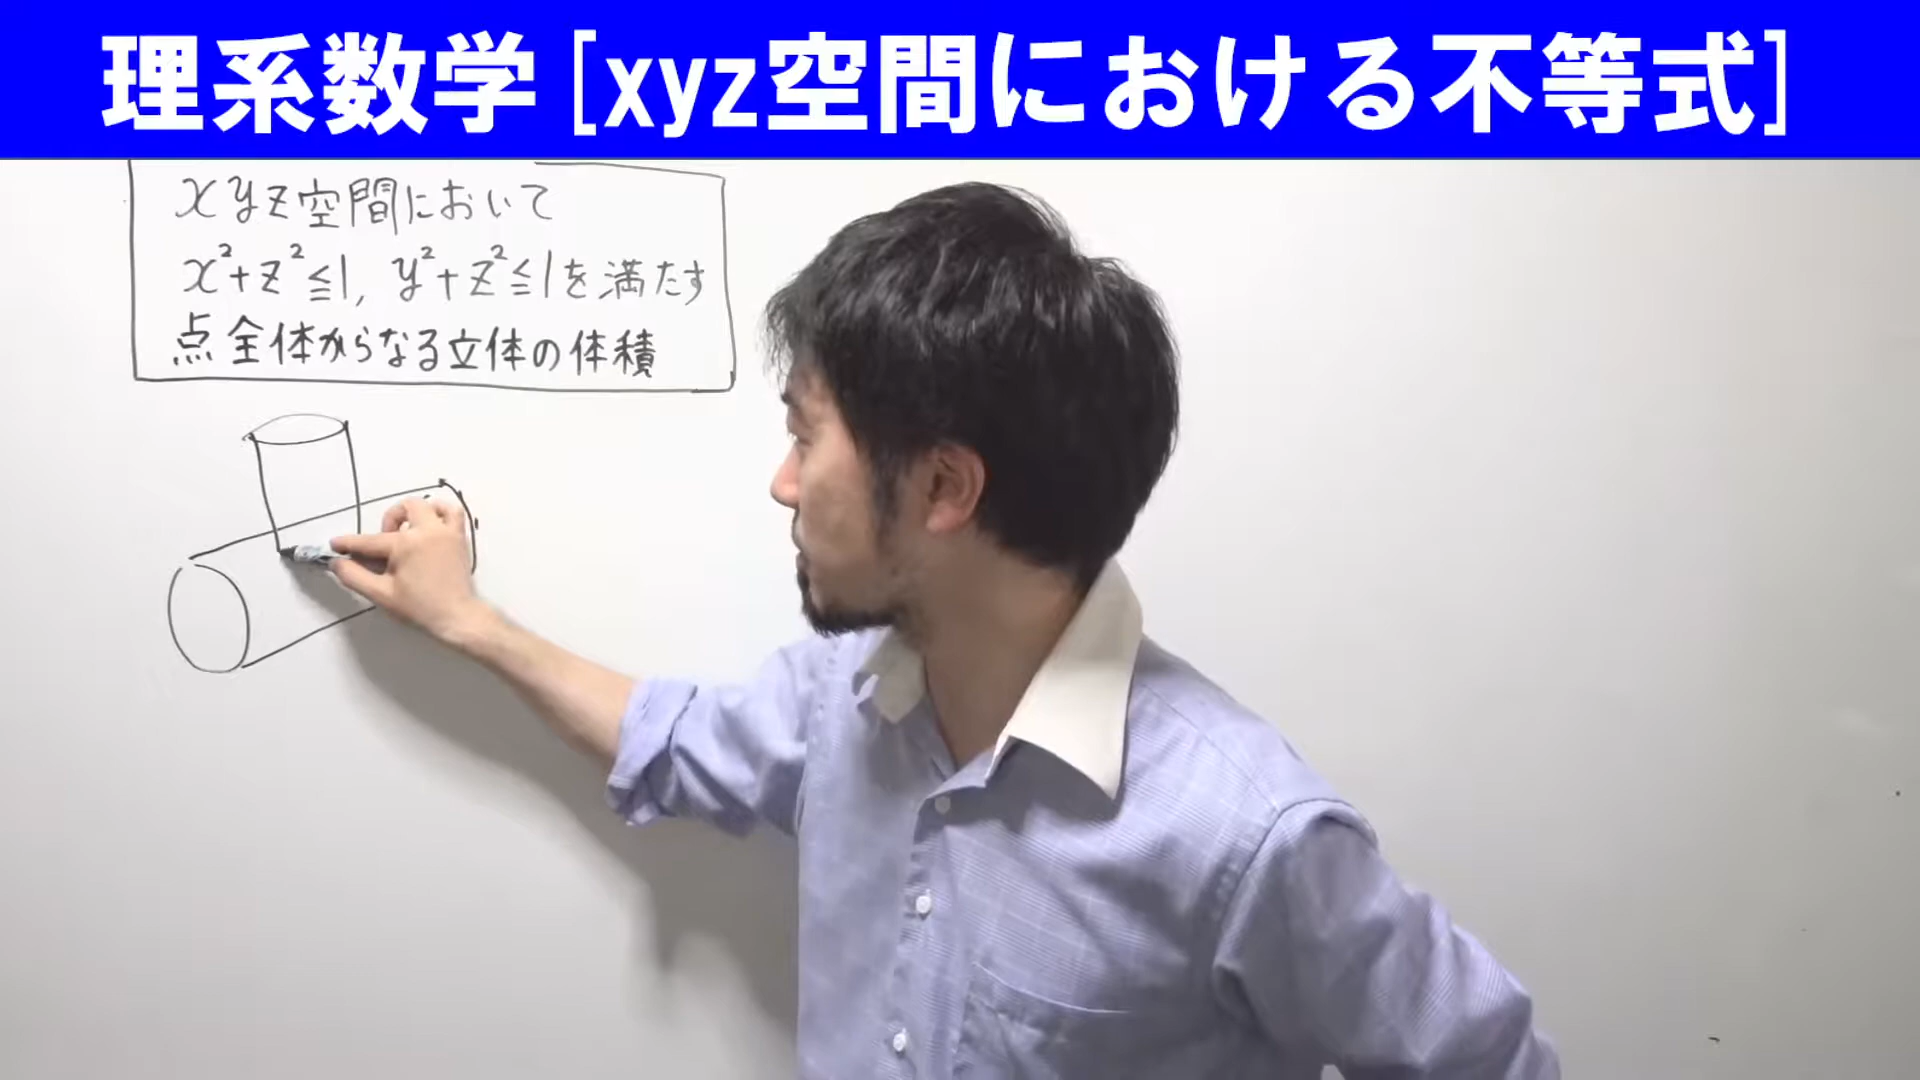 理系数学[xyz空間における不等式]
xyz空間において
x²+z²≦1, y²+z²≦1を満たす
点全体からなる立体の体積